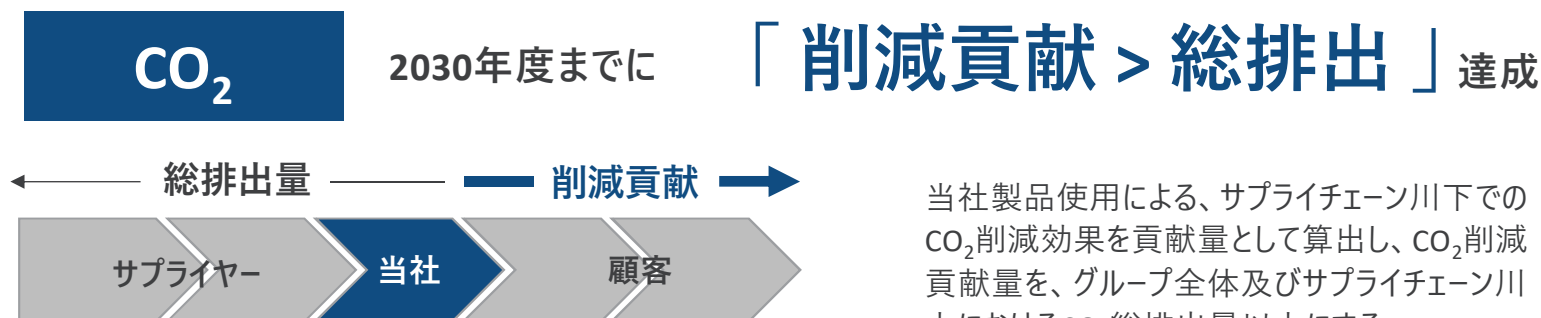 CO₂ 2030年度までに 「 削減貢献 > 総排出 」達成
総排出量 削減貢献
サプライヤー 当社 顧客
当社製品使用による、サプライチェーン川下での
CO₂削減効果を貢献量として算出し、CO₂削減
貢献量を、グループ全体及びサプライチェーン川